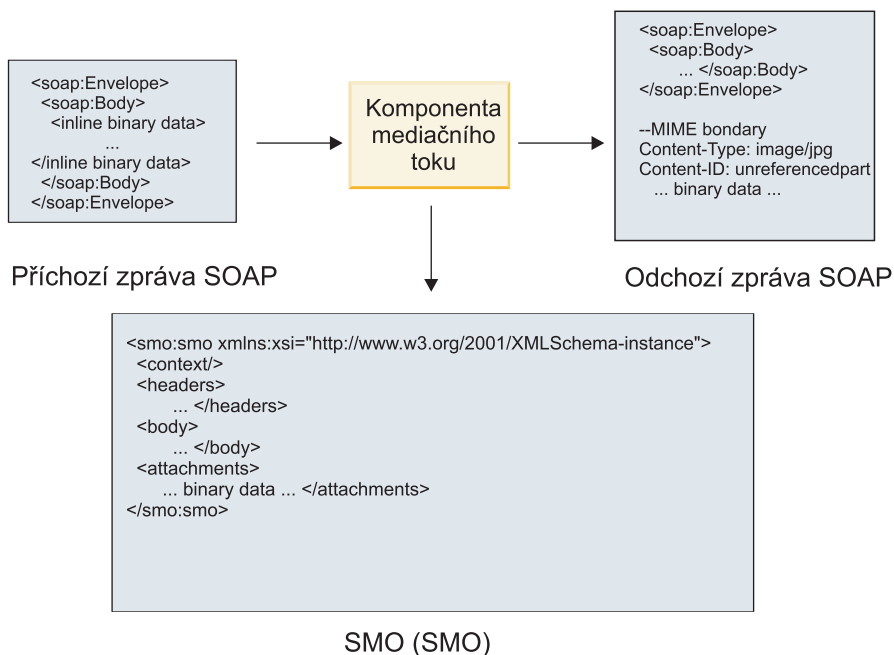 <soap:Envelope>
<soap:Body>
<inline binary data>
...
</inline binary data>
</soap:Body>
</soap:Envelope>
Příchozí zpráva SOAP
Komponenta
mediačního
toku
<soap:Envelope>
<soap:Body>
... </soap:Body>
</soap:Envelope>
--MIME bondary
Content-Type: image/jpg
Content-ID: unreferencedpart
... binary data ...
Odchozí zpráva SOAP
<smo:smo xmlns:xsi="http://www.w3.org/2001/XMLSchema-instance">
<context/>
<headers>
... </headers>
<body>
... </body>
<attachments>
... binary data ... </attachments>
</smo:smo>
SMO (SMO)